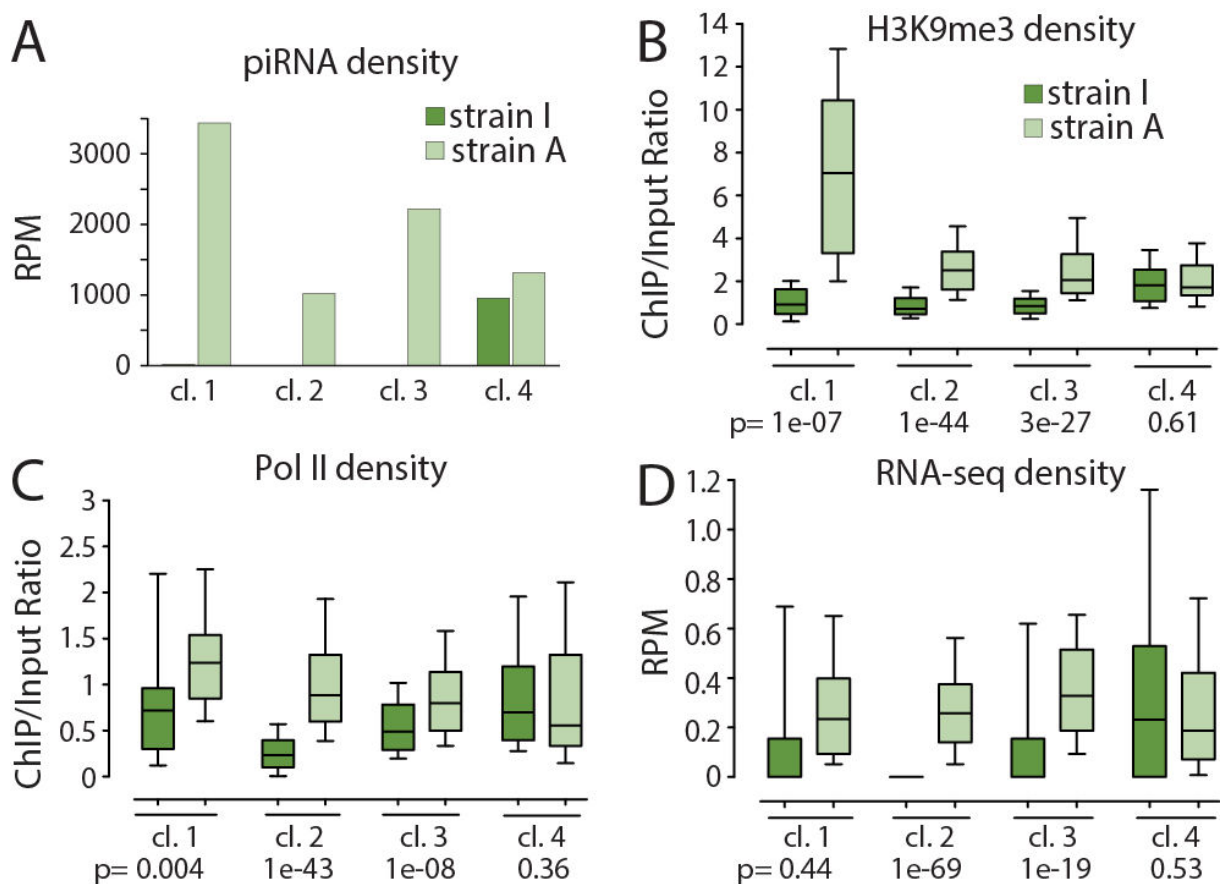 A
piRNA density
strain I
strain A
RPM
3000
2000
1000
0
cl. 1 cl. 2 cl. 3 cl. 4
B
H3K9me3 density
strain I
strain A
ChIP/Input Ratio
14
12
10
8
6
4
2
0
cl. 1 cl. 2 cl. 3 cl. 4
p= 1e-07 1e-44 3e-27 0.61
C
Pol II density
ChIP/Input Ratio
3
2.5
2
1.5
1
0.5
0
cl. 1 cl. 2 cl. 3 cl. 4
p= 0.004 1e-43 1e-08 0.36
D
RNA-seq density
RPM
1.2
1.0
0.8
0.6
0.4
0.2
0
cl. 1 cl. 2 cl. 3 cl. 4
p= 0.44 1e-69 1e-19 0.53